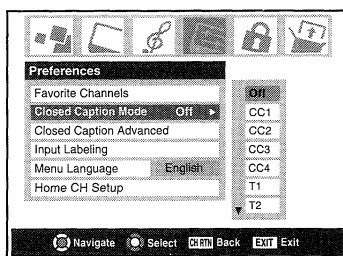 Preferences
Favorite Channels
Closed Caption Mode Off
Closed Caption Advanced
Input Labeling
Menu Language English
Home CH Setup
Off
CC1
CC2
CC3
CC4
T1
T2
Navigate Select CH RTN Back EXIT Exit